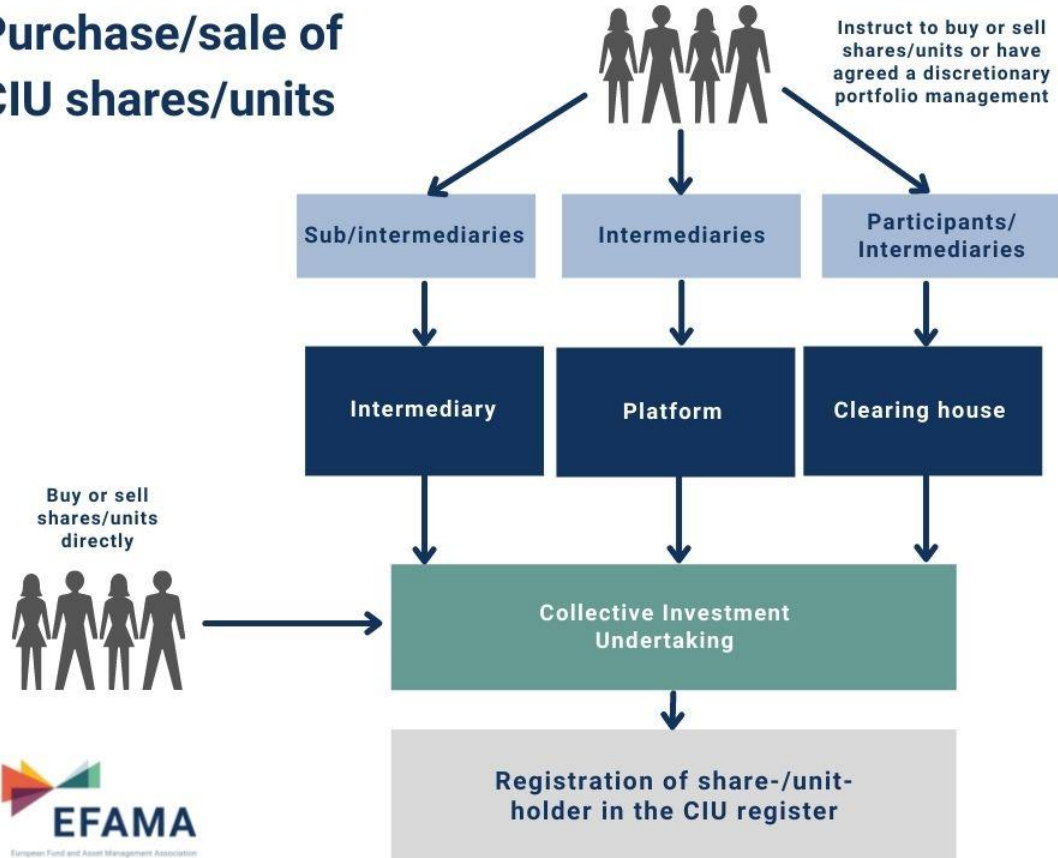 Purchase/sale of
CIU shares/units
Instruct to buy or sell
shares/units or have
agreed a discretionary
portfolio management
Sub/intermediaries
Intermediaries
Participants/
Intermediaries
Intermediary
Platform
Clearing house
Buy or sell
shares/units
directly
Collective Investment
Undertaking
Registration of share-/unit-
holder in the CIU register
EFAMA
European Fund and Asset Management Association